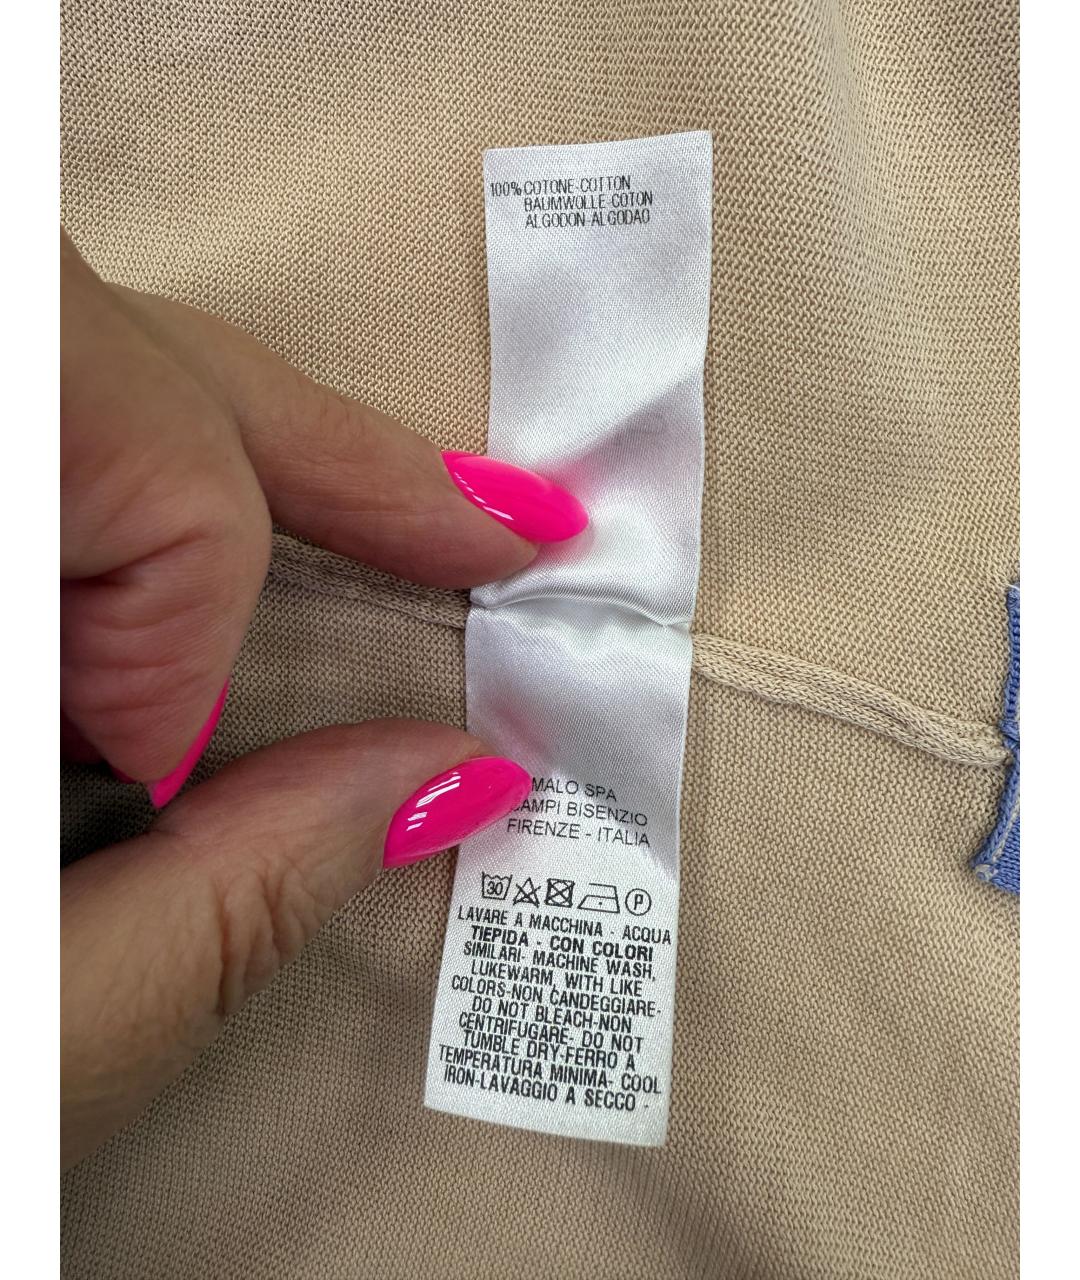 100% COTONE-COTTON
BAUMWOLLE-COTON
ALGODON-ALGODAO
MALO SPA
CAMPI BISENZIO
FIRENZE - ITALIA
30 P
LAVARE A MACCHINA - ACQUA
TIEPIDA - CON COLORI
SIMILARI- MACHINE WASH,
LUKEWARM, WITH LIKE
COLORS-NON CANDEGGIARE-
DO NOT BLEACH-NON
CENTRIFUGARE- DO NOT
TUMBLE DRY-FERRO A
TEMPERATURA MINIMA- COOL
IRON-LAVAGGIO A SECCO -